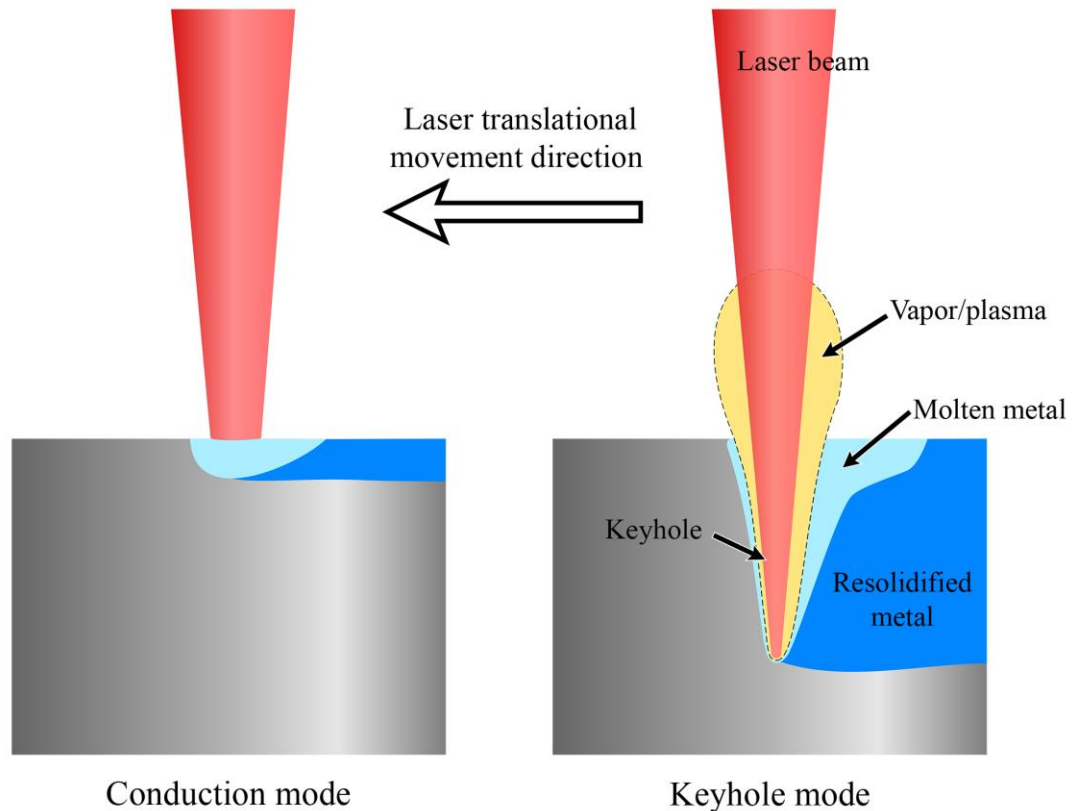 Laser beam
Laser translational
movement direction
Vapor/plasma
Molten metal
Keyhole
Resolidified
metal
Conduction mode
Keyhole mode